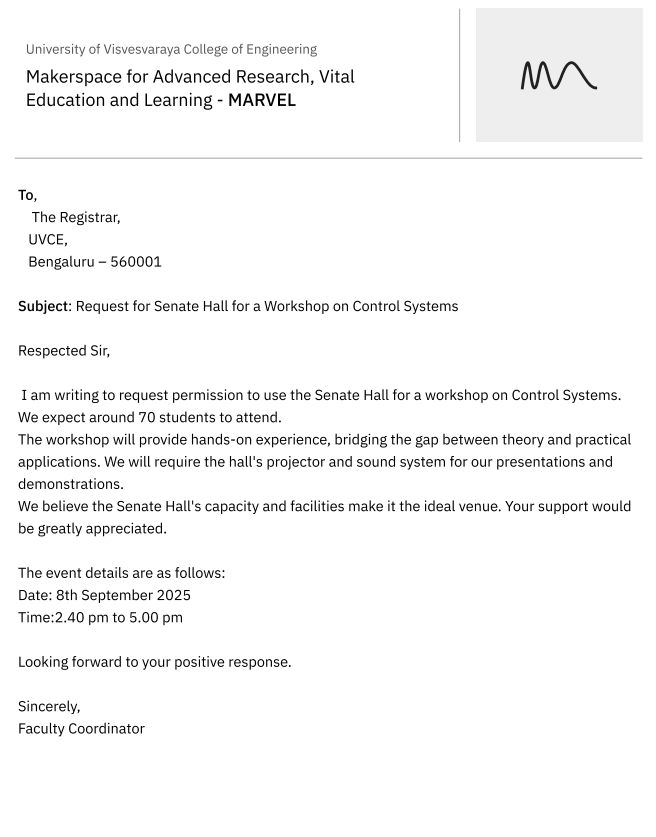 University of Visvesvaraya College of Engineering
Makerspace for Advanced Research, Vital
Education and Learning - MARVEL
To,
The Registrar,
UVCE,
Bengaluru – 560001
Subject: Request for Senate Hall for a Workshop on Control Systems
Respected Sir,
I am writing to request permission to use the Senate Hall for a workshop on Control Systems.
We expect around 70 students to attend.
The workshop will provide hands-on experience, bridging the gap between theory and practical
applications. We will require the hall's projector and sound system for our presentations and
demonstrations.
We believe the Senate Hall's capacity and facilities make it the ideal venue. Your support would
be greatly appreciated.
The event details are as follows:
Date: 8th September 2025
Time:2.40 pm to 5.00 pm
Looking forward to your positive response.
Sincerely,
Faculty Coordinator